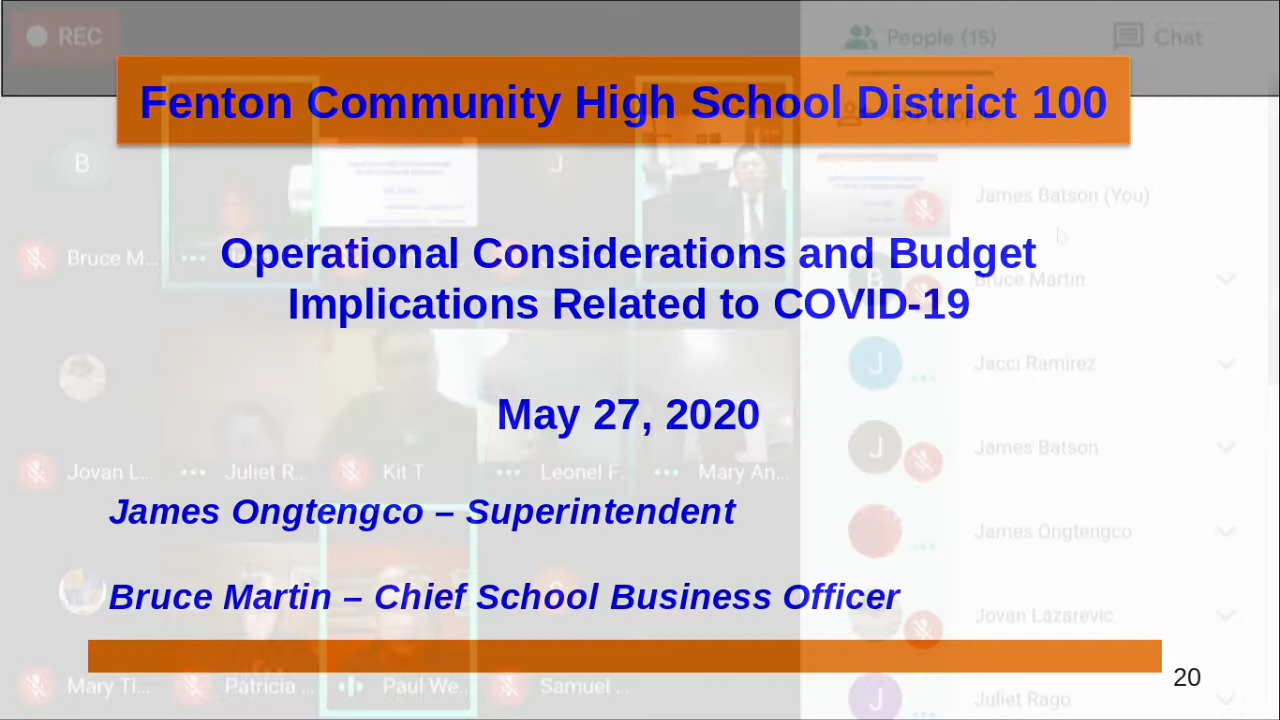 REC
People (15)
Chat
Fenton Community High School District 100
B
J
James Batson (You)
Operational Considerations and Budget
Implications Related to COVID-19
Bruce M...
Bruce Martin
J
Jacci Ramirez
May 27, 2020
J
James Batson
Jovan L...
Juliet R...
Kit T
Leonel F.
Mary An...
James Ongtengco – Superintendent
James Ongtengco
Bruce Martin – Chief School Business Officer
Jovan Lazarevic
20
Mary Ti...
Patricia ...
Paul We...
Samuel ...
J
Juliet Rago